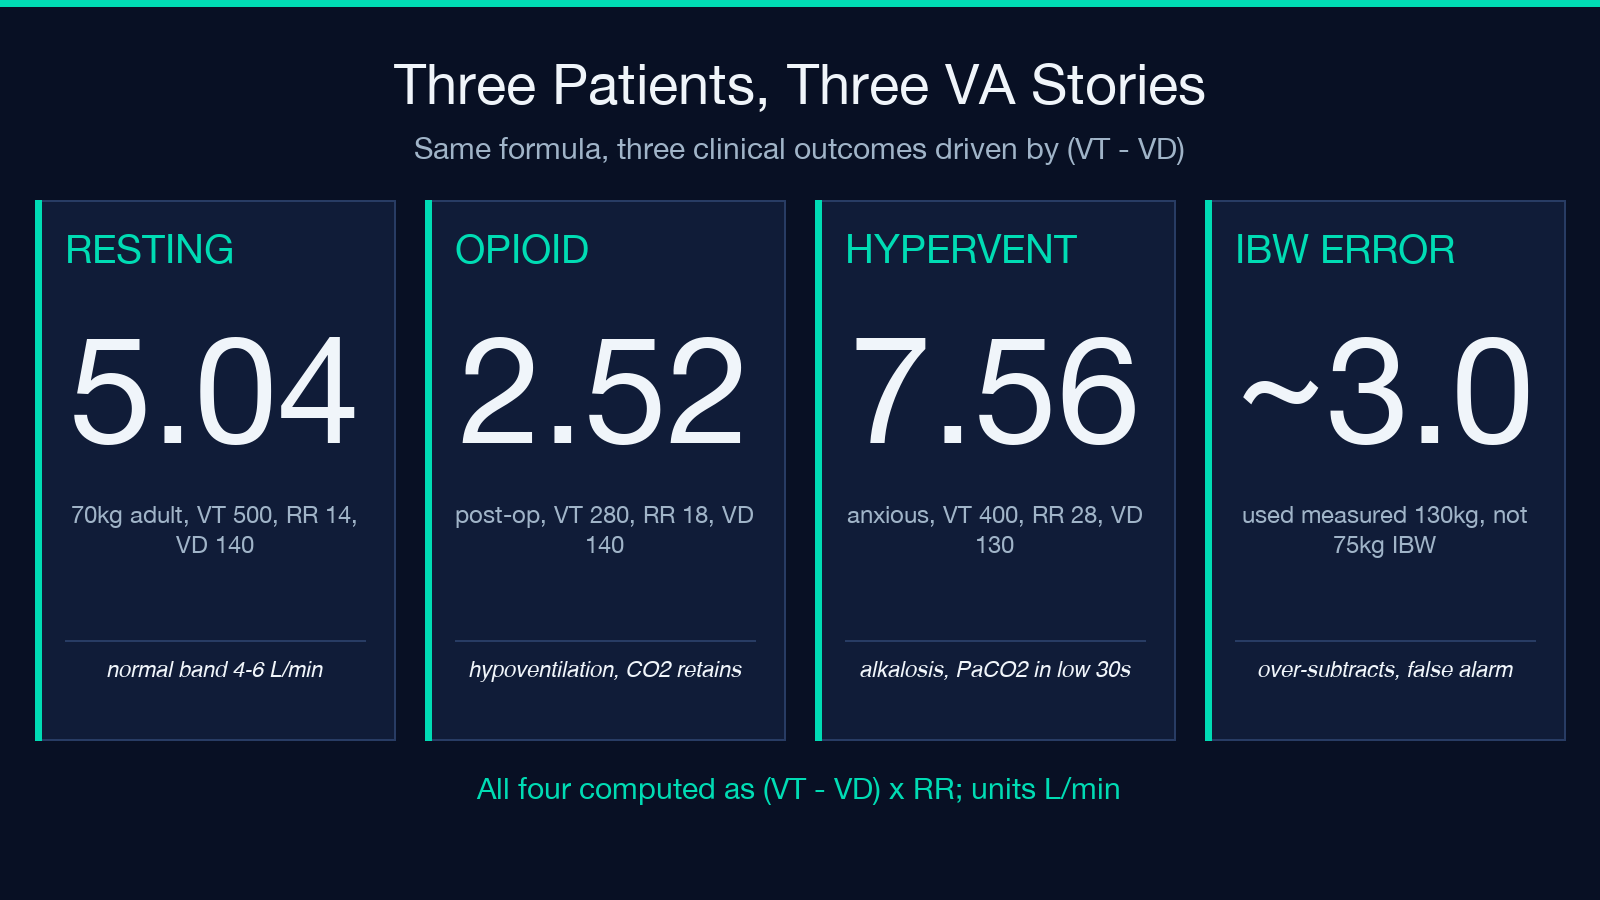 Three Patients, Three VA Stories
Same formula, three clinical outcomes driven by (VT - VD)
RESTING
5.04
70kg adult, VT 500, RR 14,
VD 140
normal band 4-6 L/min
OPIOID
2.52
post-op, VT 280, RR 18, VD
140
hypoventilation, CO2 retains
HYPERVENT
7.56
anxious, VT 400, RR 28, VD
130
alkalosis, PaCO2 in low 30s
IBW ERROR
~3.0
used measured 130kg, not
75kg IBW
over-subtracts, false alarm
All four computed as (VT - VD) x RR; units L/min